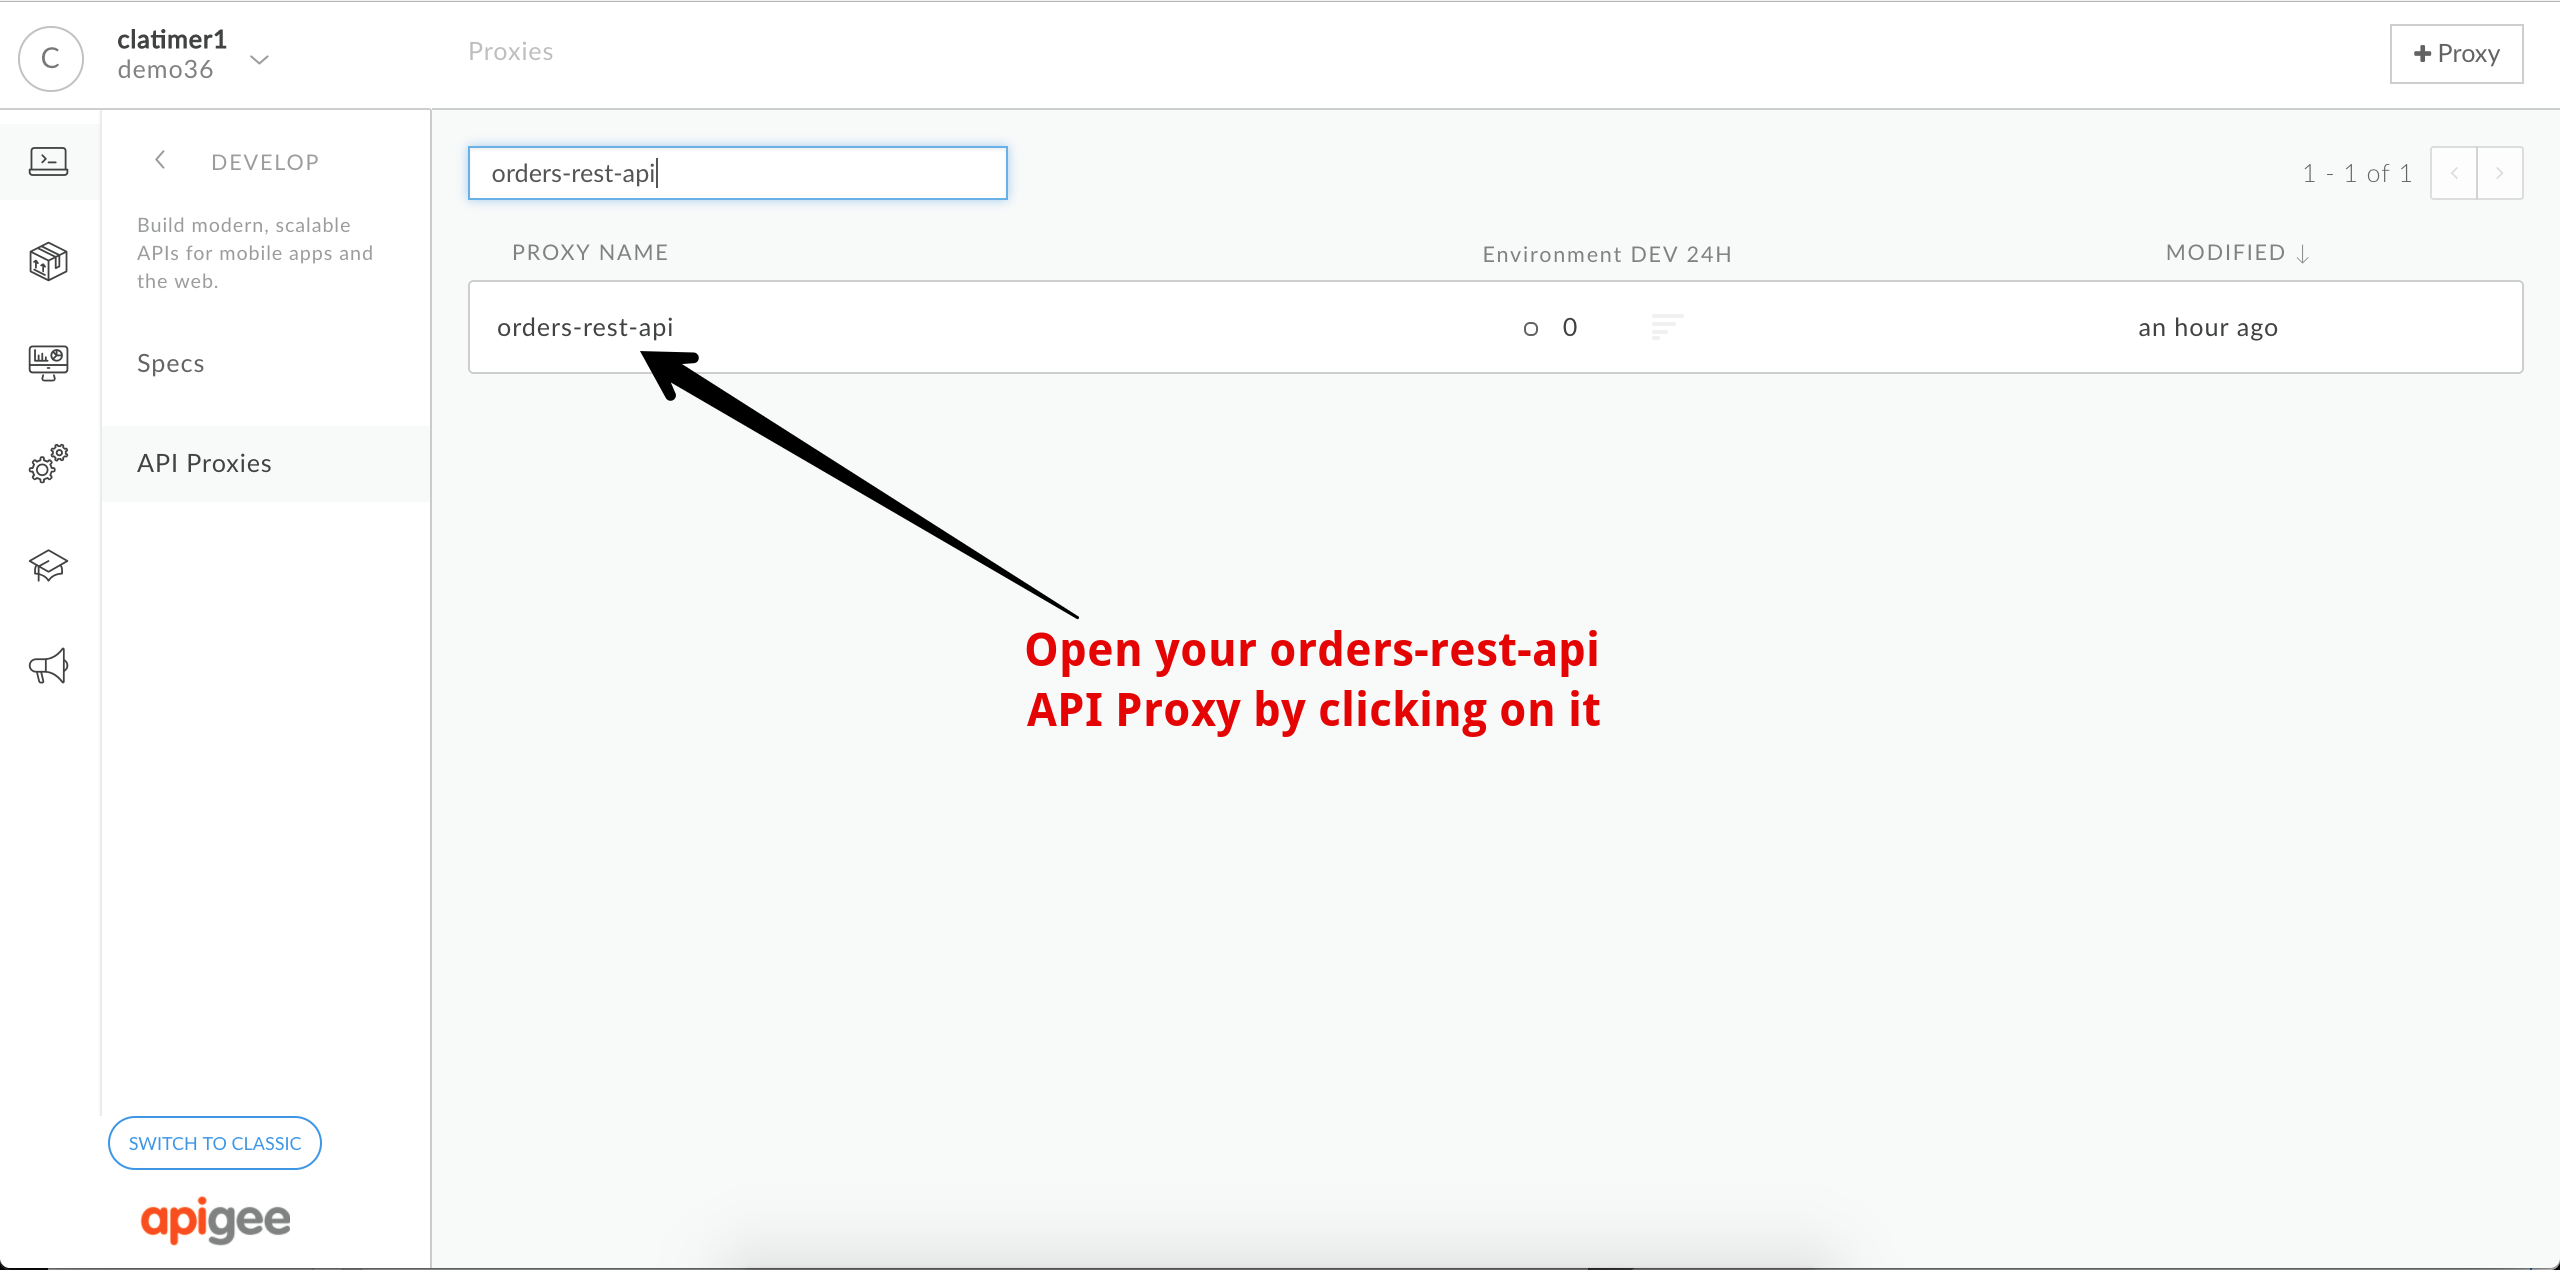 C
clatimer1
demo36
Proxies
+ Proxy
DEVELOP
Build modern, scalable
APIs for mobile apps and
the web.
Specs
API Proxies
SWITCH TO CLASSIC
apigee
orders-rest-api
1 - 1 of 1
PROXY NAME
Environment DEV 24H
MODIFIED ↓
orders-rest-api
0
an hour ago
Open your orders-rest-api
API Proxy by clicking on it